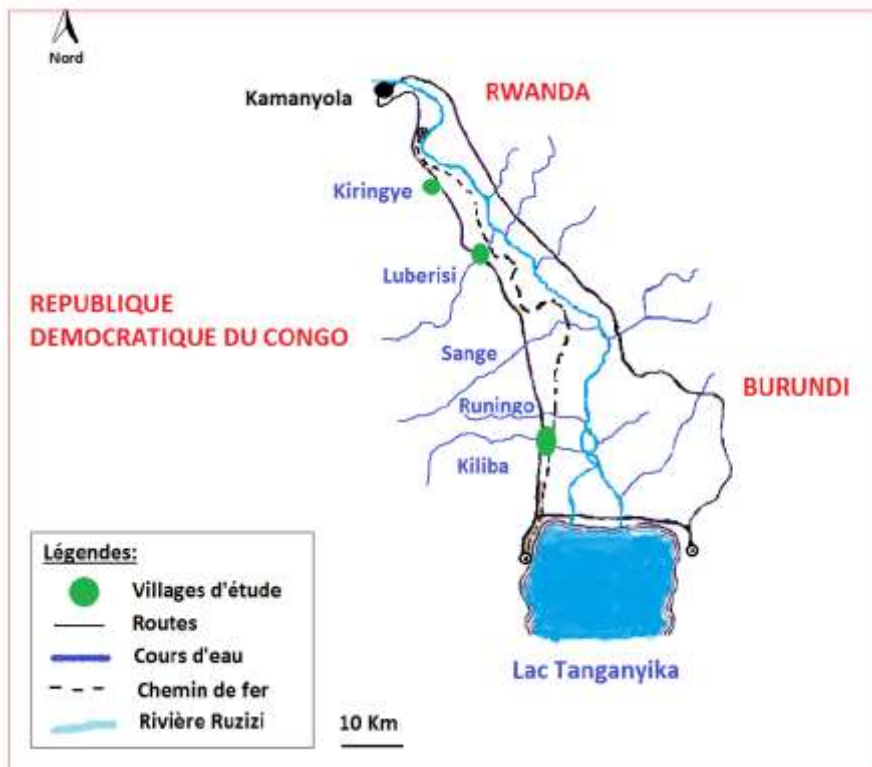 Nord
Kamanyola
RWANDA
Kiringye
Luberisi
REPUBLIQUE
DEMOCRATIQUE DU CONGO
Sange
BURUNDI
Runingo
Kiliba
Légendes:
Villages d'étude
Routes
Cours d'eau
Chemin de fer
Rivière Ruzizi
Lac Tanganyika
10 Km